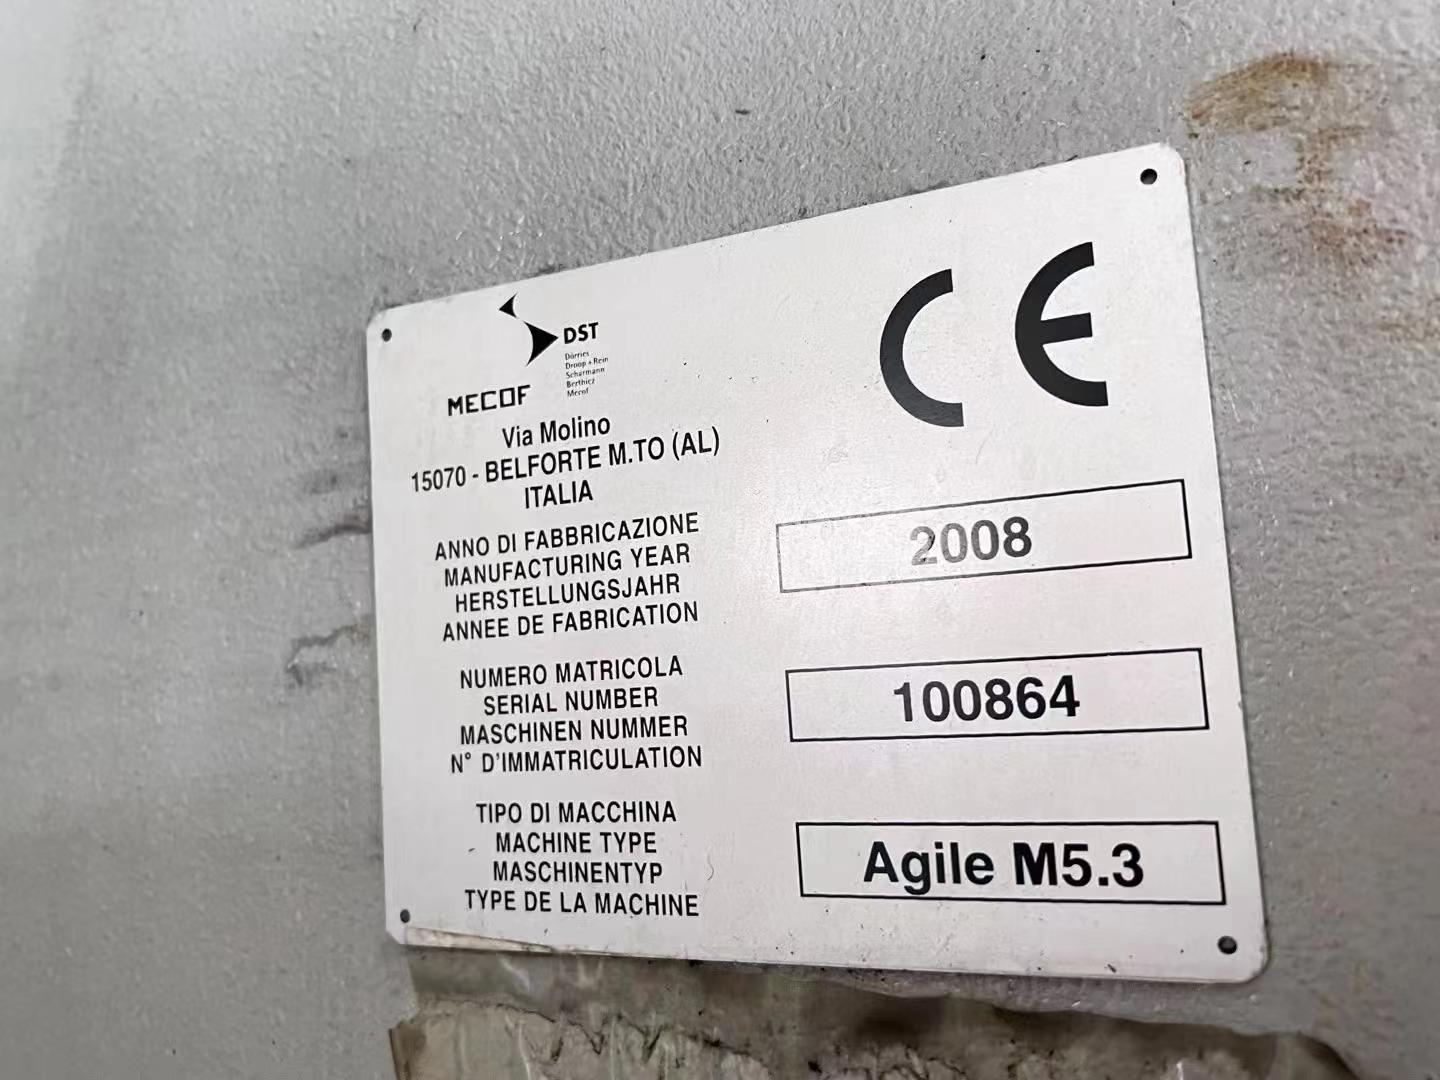 DST
Dörries
Droop + Rein
Scharmann
Berthiez
Mecof
MECOF
Via Molino
15070 - BELFORTE M.TO (AL)
ITALIA
CE
ANNO DI FABBRICAZIONE
MANUFACTURING YEAR
HERSTELLUNGSJAHR
ANNEE DE FABRICATION
2008
NUMERO MATRICOLA
SERIAL NUMBER
MASCHINEN NUMMER
N° D'IMMATRICULATION
100864
TIPO DI MACCHINA
MACHINE TYPE
MASCHINENTYP
TYPE DE LA MACHINE
Agile M5.3